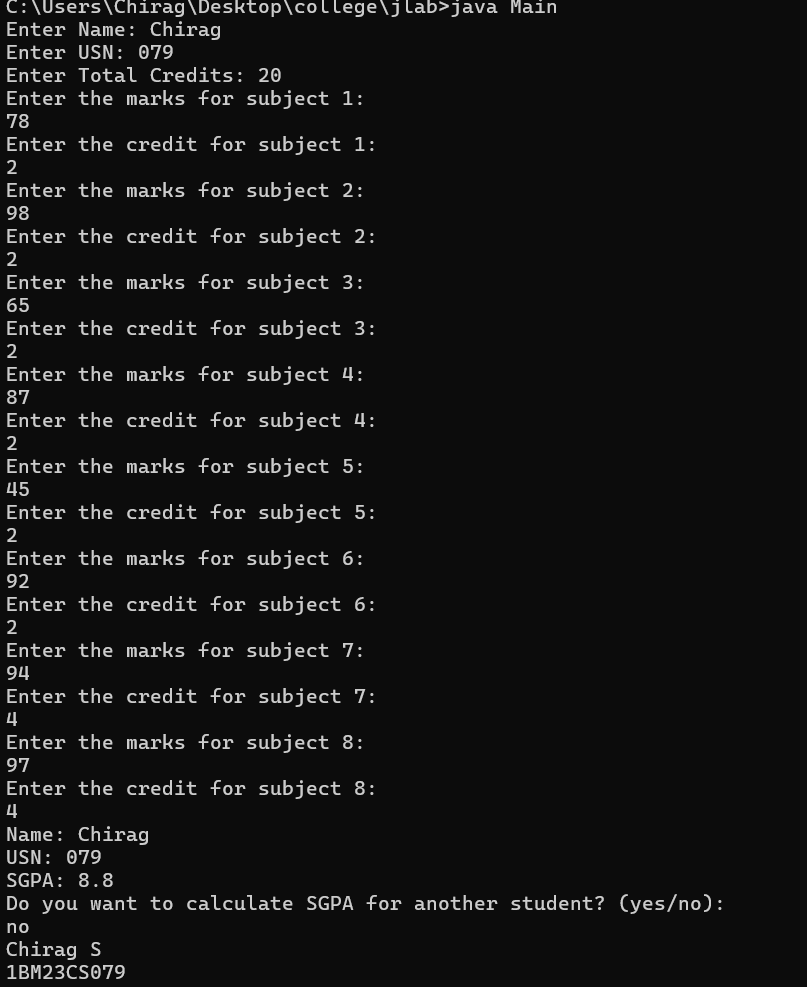 C:\Users\Chirag\Desktop\college\jlab>java Main
Enter Name: Chirag
Enter USN: 079
Enter Total Credits: 20
Enter the marks for subject 1:
78
Enter the credit for subject 1:
2
Enter the marks for subject 2:
98
Enter the credit for subject 2:
2
Enter the marks for subject 3:
65
Enter the credit for subject 3:
2
Enter the marks for subject 4:
87
Enter the credit for subject 4:
2
Enter the marks for subject 5:
45
Enter the credit for subject 5:
2
Enter the marks for subject 6:
92
Enter the credit for subject 6:
2
Enter the marks for subject 7:
94
Enter the credit for subject 7:
4
Enter the marks for subject 8:
97
Enter the credit for subject 8:
4
Name: Chirag
USN: 079
SGPA: 8.8
Do you want to calculate SGPA for another student? (yes/no):
no
Chirag S
1BM23CS079